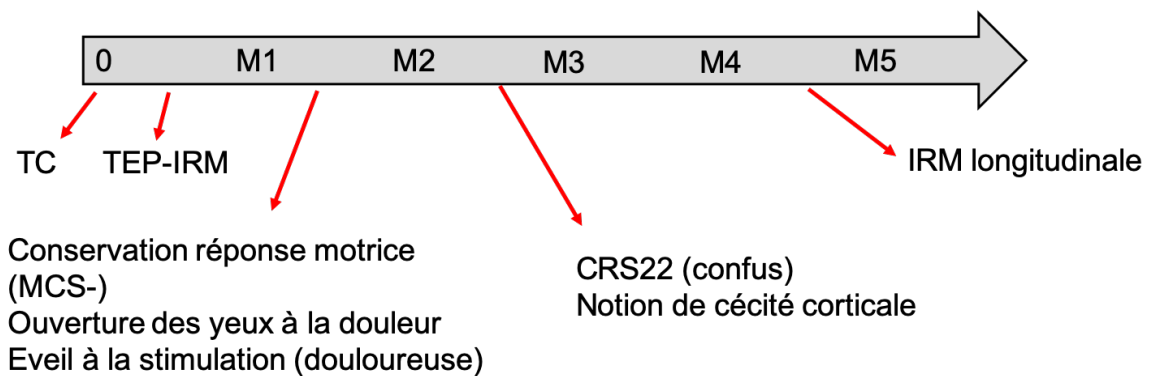 0 M1 M2 M3 M4 M5
TC
TEP-IRM
IRM longitudinale
Conservation réponse motrice
(MCS-)
Ouverture des yeux à la douleur
Eveil à la stimulation (douloureuse)
CRS22 (confus)
Notion de cécité corticale